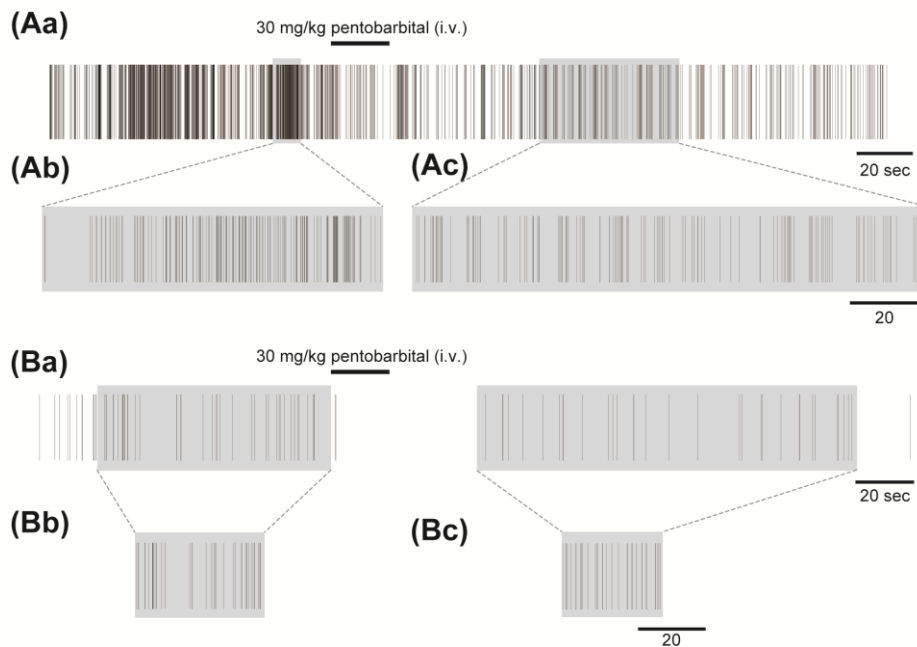 (Aa)
30 mg/kg pentobarbital (i.v.)
20 sec
(Ab)
(Ac)
20
(Ba)
30 mg/kg pentobarbital (i.v.)
20 sec
(Bb)
(Bc)
20